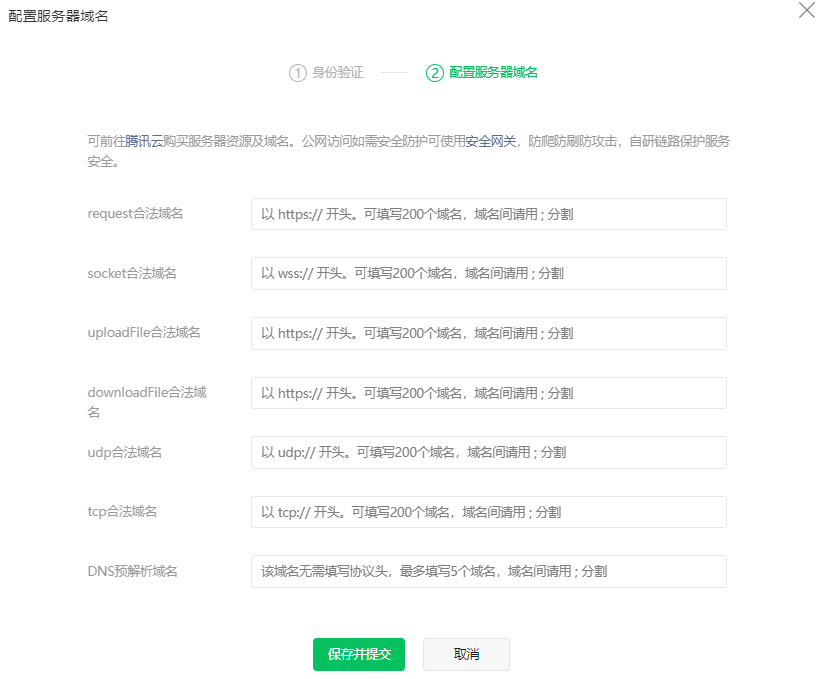 配置服务器域名
1 身份验证 2 配置服务器域名
可前往腾讯云购买服务器资源及域名。公网访问如需安全防护可使用安全网关，防爬防刷防攻击，自研链路保护服务
安全。
request合法域名 以 https:// 开头。可填写200个域名，域名间请用 ; 分割
socket合法域名 以 wss:// 开头。可填写200个域名，域名间请用 ; 分割
uploadFile合法域名 以 https:// 开头。可填写200个域名，域名间请用 ; 分割
downloadFile合法域 以 https:// 开头。可填写200个域名，域名间请用 ; 分割
名
udp合法域名 以 udp:// 开头。可填写200个域名，域名间请用 ; 分割
tcp合法域名 以 tcp:// 开头。可填写200个域名，域名间请用 ; 分割
DNS预解析域名 该域名无需填写协议头，最多填写5个域名，域名间请用 ; 分割
保存并提交 取消